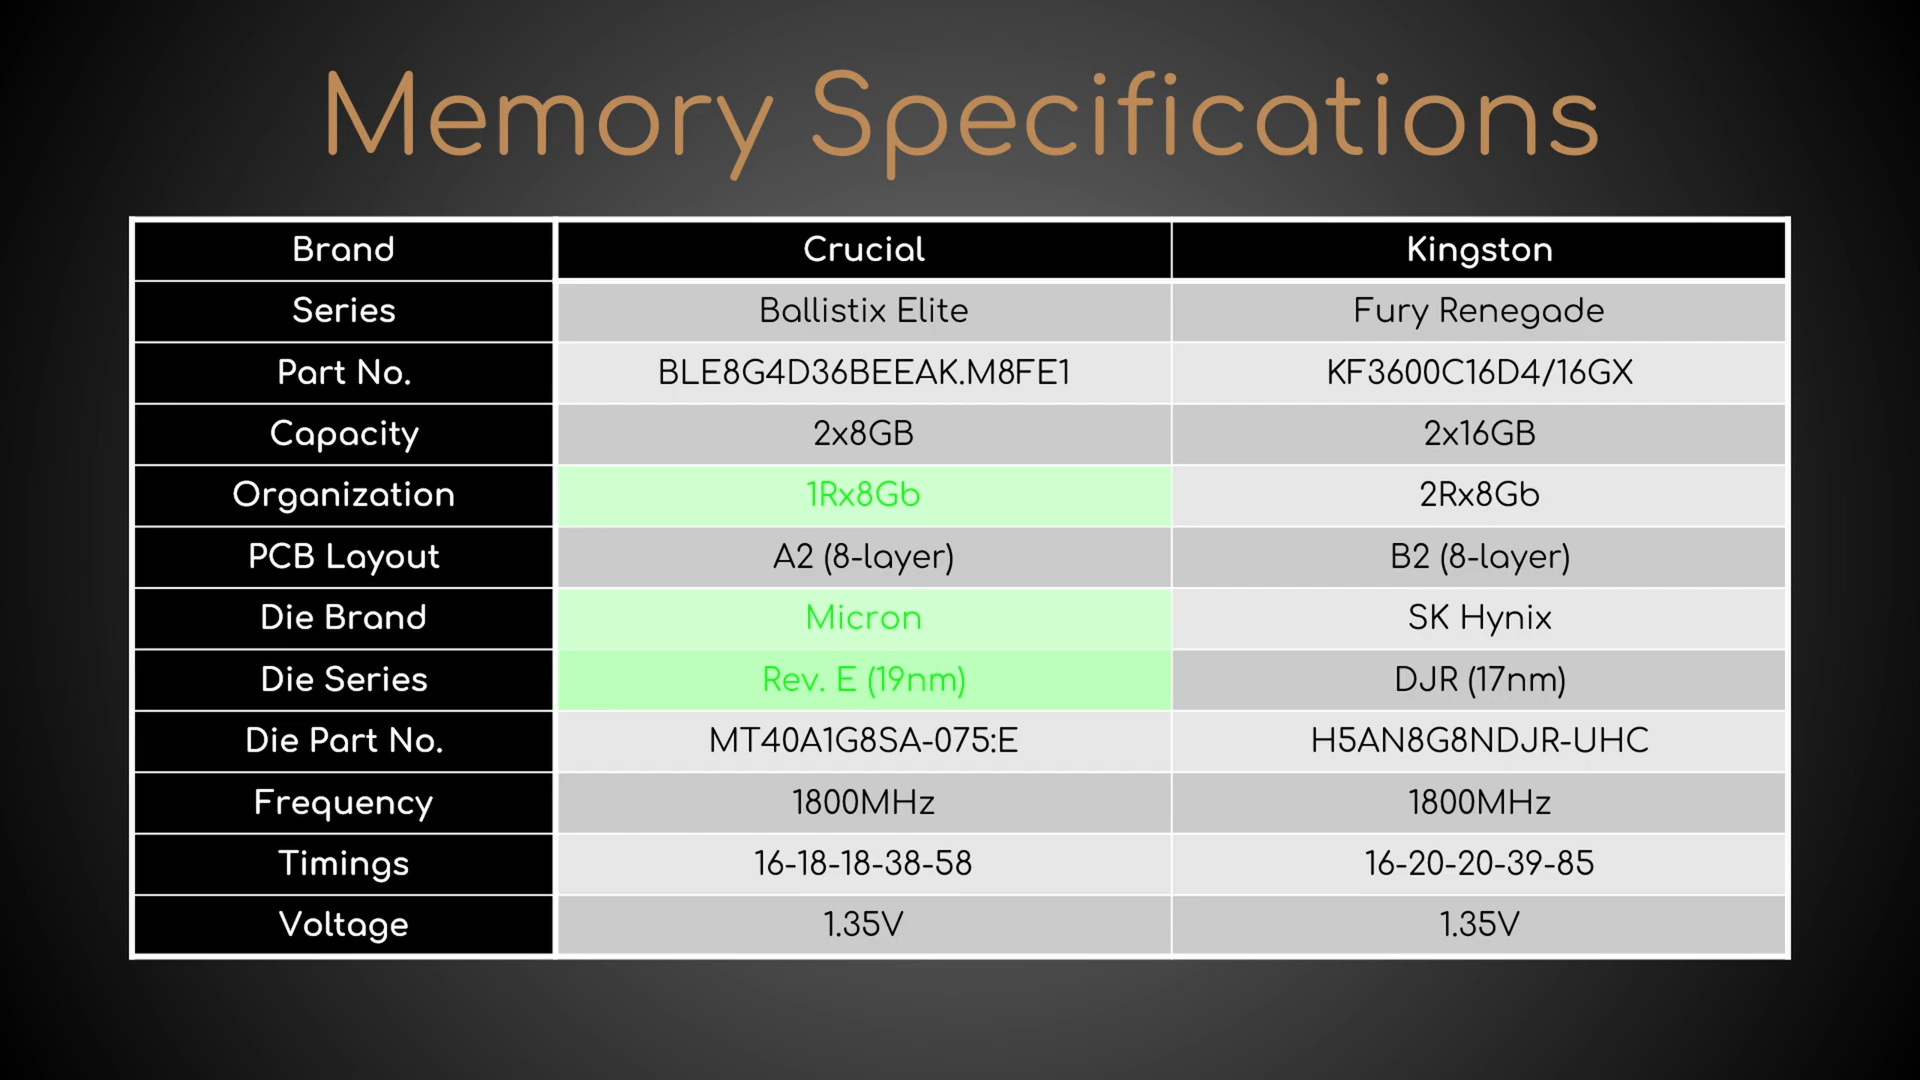 Memory Specifications
Brand Crucial Kingston
Series Ballistix Elite Fury Renegade
Part No. BLE8G4D36BEEAK.M8FE1 KF3600C16D4/16GX
Capacity 2x8GB 2x16GB
Organization 1Rx8Gb 2Rx8Gb
PCB Layout A2 (8-layer) B2 (8-layer)
Die Brand Micron SK Hynix
Die Series Rev. E (19nm) DJR (17nm)
Die Part No. MT40A1G8SA-075:E H5AN8G8NDJR-UHC
Frequency 1800MHz 1800MHz
Timings 16-18-18-38-58 16-20-20-39-85
Voltage 1.35V 1.35V